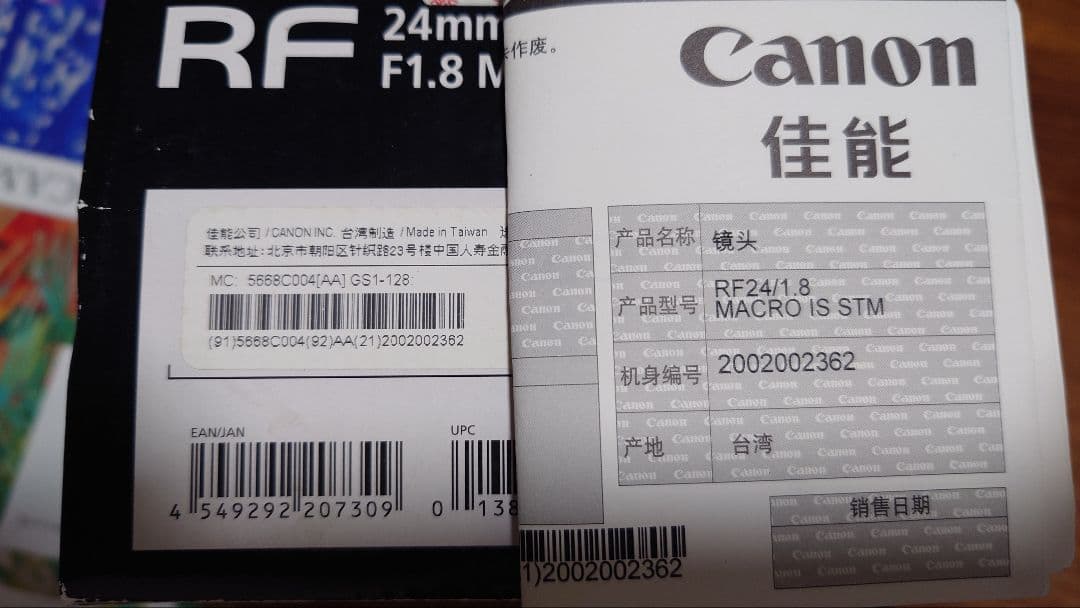 RF
24mm
F1.8 M
佳能公司 / CANON INC. 台湾制造 / Made in Taiwan
联系地址:北京市朝阳区针织路23号楼中国人寿金融
MC: 5668C004[AA] GS1-128:
(91)5668C004(92)AA(21)2002002362
EAN/JAN
4 549292 207309
UPC
0 138
作废。
Canon
佳能
产品名称 镜头
产品型号 RF24/1.8
MACRO IS STM
机身编号 2002002362
产地 台湾
销售日期
1)2002002362